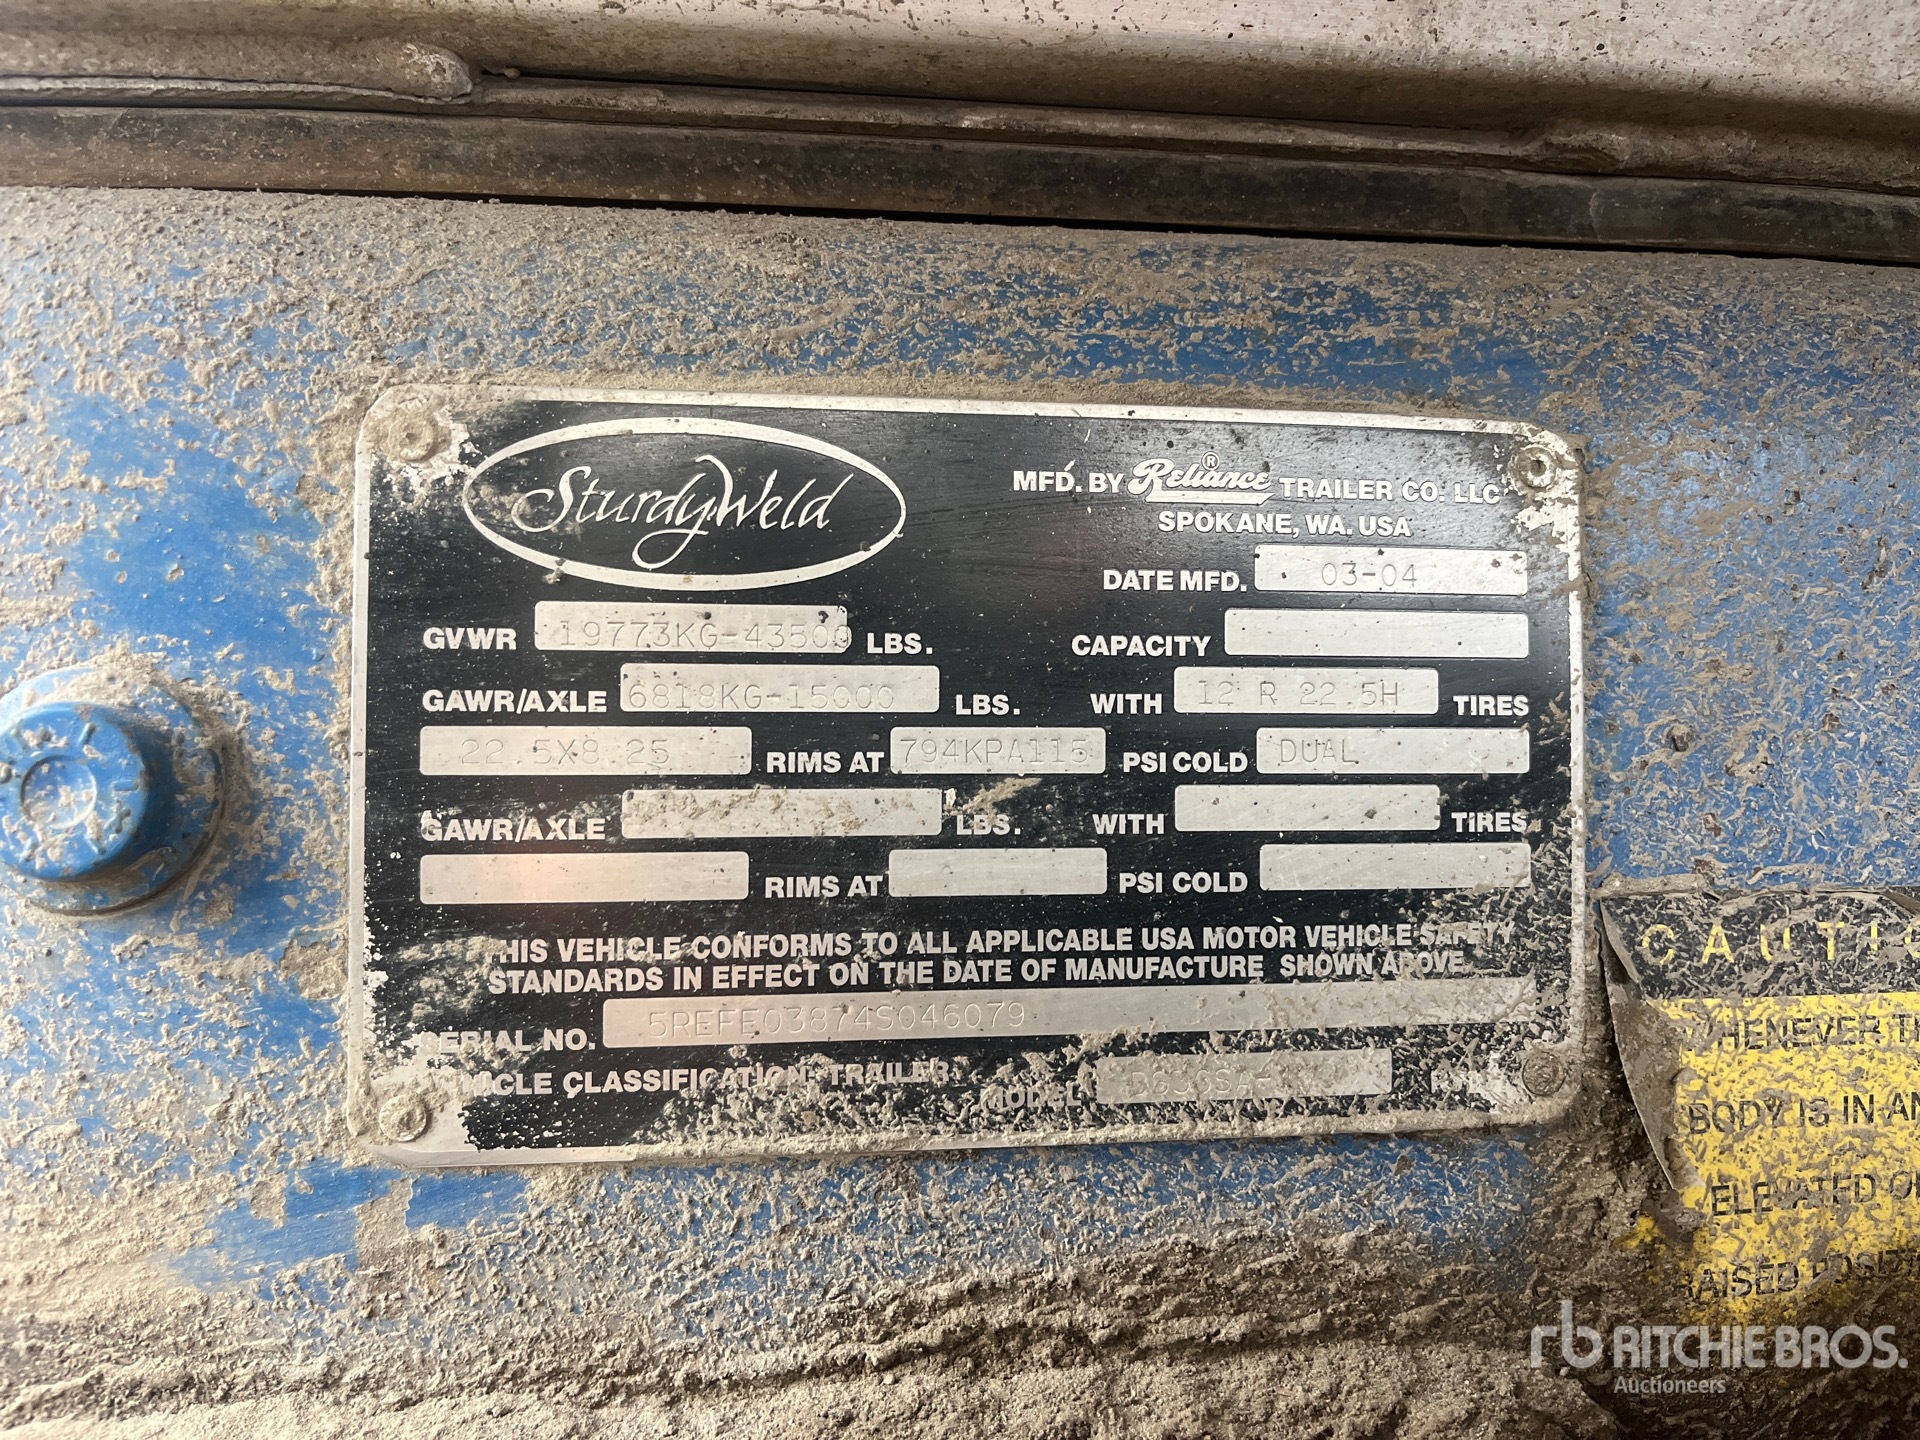 SturdyWeld
MFD. BY Reliance® TRAILER CO. LLC
SPOKANE, WA. USA
DATE MFD. 03-04
GVWR 19773KG-43500 LBS.
CAPACITY
GAWR/AXLE 6818KG-15000 LBS. WITH 12 R 22.5H TIRES
22.5X8.25 RIMS AT 794KPA115 PSI COLD DUAL
GAWR/AXLE LBS. WITH TIRES
RIMS AT PSI COLD
THIS VEHICLE CONFORMS TO ALL APPLICABLE USA MOTOR VEHICLE SAFETY
STANDARDS IN EFFECT ON THE DATE OF MANUFACTURE SHOWN ABOVE
SERIAL NO. 5REFE03874S046079
VEHICLE CLASSIFICATION: TRAILER
MODEL
CAUTIO
WHENEVER T
BODY IS IN AN
ELEVATED O
RAISED POSIT
rb RITCHIE BROS.
Auctioneers